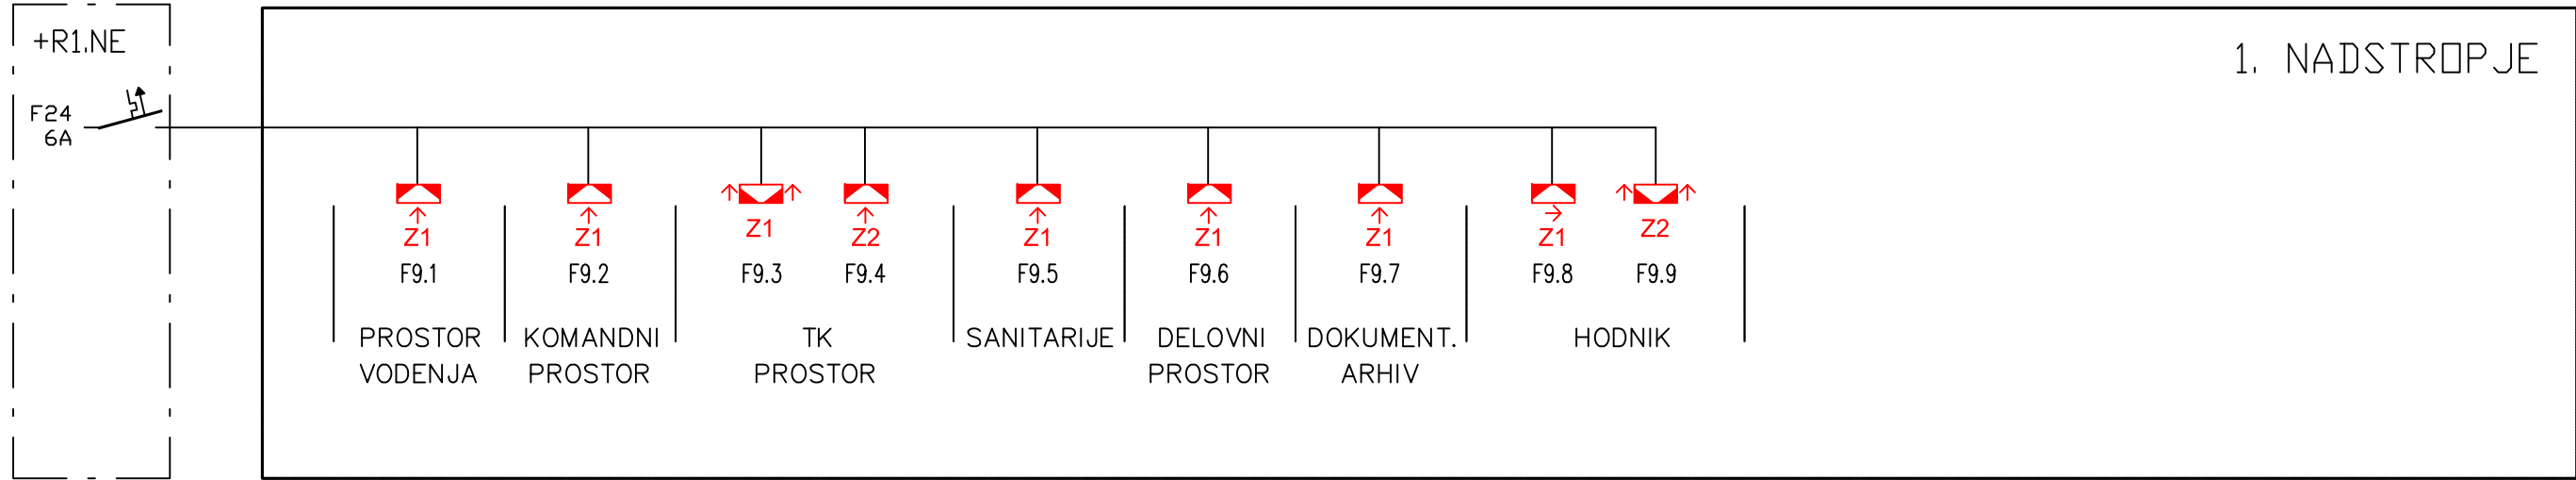 +R1.NE
1. NADSTROPJE
F24
6A
Z1 Z1 Z1 Z2 Z1 Z1 Z1 Z1 Z2
F9.1 F9.2 F9.3 F9.4 F9.5 F9.6 F9.7 F9.8 F9.9
PROSTOR KOMANDNI TK SANITARIJE DELOVNI DOKUMENT. HODNIK
VODENJA PROSTOR PROSTOR PROSTOR ARHIV